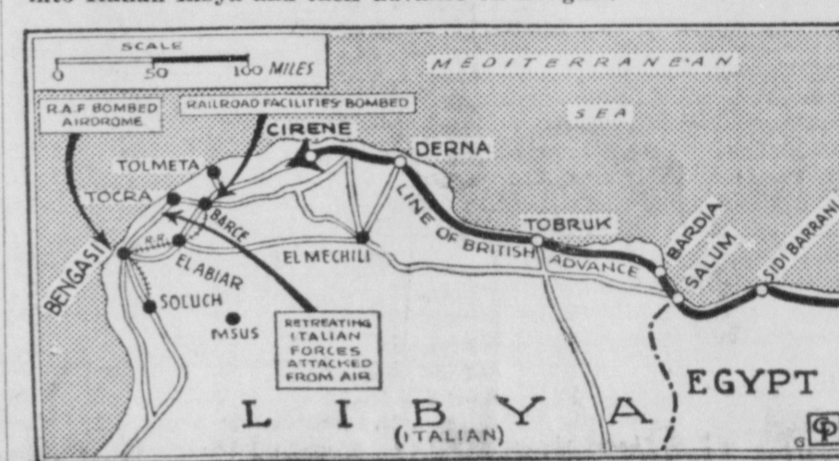 SCALE
0 50 100 MILES
MEDITERRANEAN
SEA
R.A.F BOMBED
AIRDROME
RAILROAD FACILITIES BOMBED
CIRENE
DERNA
TOLMETA
TOCRA
BARCE
LINE OF BRITISH ADVANCE
TOBRUK
BARDIA
SALUM
SIDI BARRANI
BENGASI
R.R.
EL ABIAR
EL MECHILI
SOLUCH
MSUS
RETREATING
ITALIAN
FORCES
ATTACKED
FROM AIR
EGYPT
LIBYA
(ITALIAN)
CP